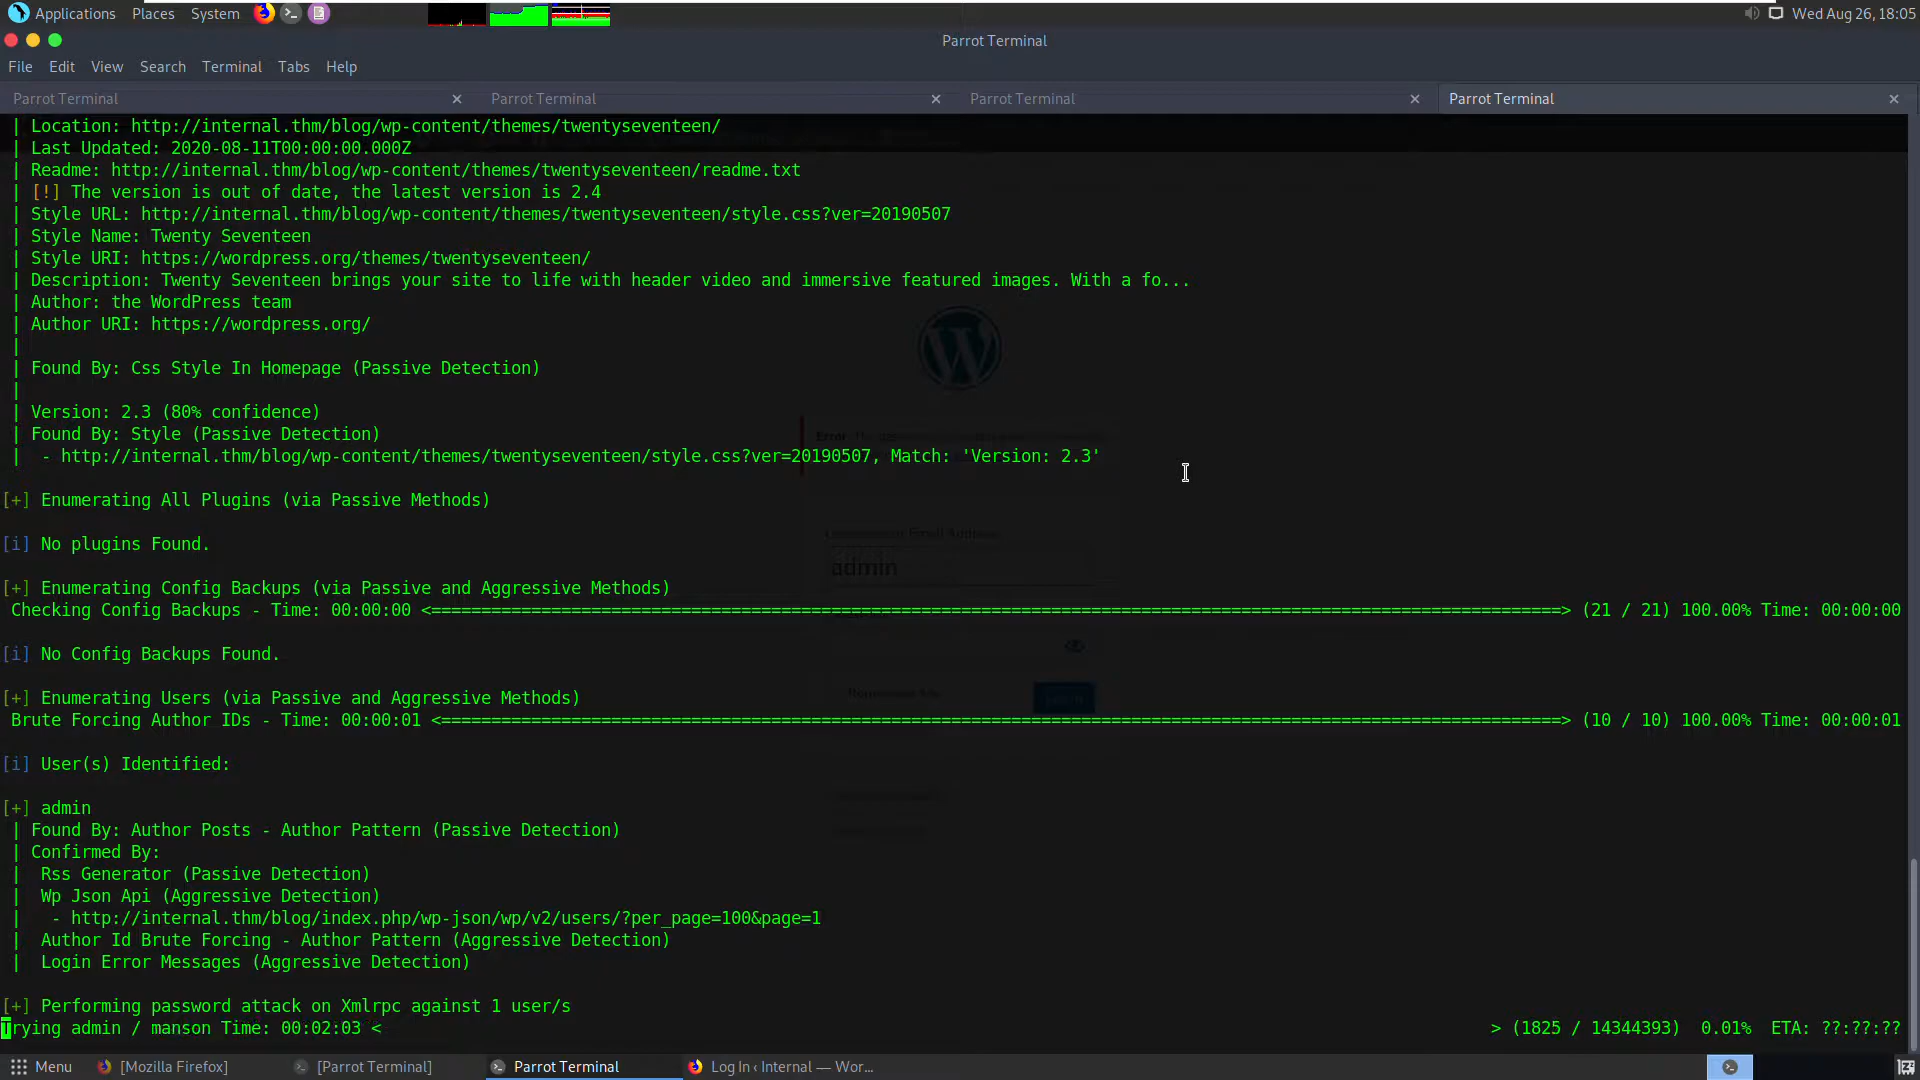 Applications Places System Wed Aug 26, 18:05
Parrot Terminal
File Edit View Search Terminal Tabs Help
Parrot Terminal × Parrot Terminal × Parrot Terminal × Parrot Terminal ×
| Location: http://internal.thm/blog/wp-content/themes/twentyseventeen/
| Last Updated: 2020-08-11T00:00:00.000Z
| Readme: http://internal.thm/blog/wp-content/themes/twentyseventeen/readme.txt
| [!] The version is out of date, the latest version is 2.4
| Style URL: http://internal.thm/blog/wp-content/themes/twentyseventeen/style.css?ver=20190507
| Style Name: Twenty Seventeen
| Style URI: https://wordpress.org/themes/twentyseventeen/
| Description: Twenty Seventeen brings your site to life with header video and immersive featured images. With a fo...
| Author: the WordPress team
| Author URI: https://wordpress.org/
|
| Found By: Css Style In Homepage (Passive Detection)
|
| Version: 2.3 (80% confidence)
| Found By: Style (Passive Detection)
|  - http://internal.thm/blog/wp-content/themes/twentyseventeen/style.css?ver=20190507, Match: 'Version: 2.3'
[+] Enumerating All Plugins (via Passive Methods)
[i] No plugins Found.
admin
[+] Enumerating Config Backups (via Passive and Aggressive Methods)
Checking Config Backups - Time: 00:00:00 <==================================================================================================================> (21 / 21) 100.00% Time: 00:00:00
[i] No Config Backups Found.
[+] Enumerating Users (via Passive and Aggressive Methods)
Brute Forcing Author IDs - Time: 00:00:01 <=================================================================================================================> (10 / 10) 100.00% Time: 00:00:01
[i] User(s) Identified:
[+] admin
| Found By: Author Posts - Author Pattern (Passive Detection)
| Confirmed By:
|  Rss Generator (Passive Detection)
|  Wp Json Api (Aggressive Detection)
|   - http://internal.thm/blog/index.php/wp-json/wp/v2/users/?per_page=100&page=1
|  Author Id Brute Forcing - Author Pattern (Aggressive Detection)
|  Login Error Messages (Aggressive Detection)
[+] Performing password attack on Xmlrpc against 1 user/s
Trying admin / manson Time: 00:02:03 < > (1825 / 14344393) 0.01% ETA: ??:??:??
Menu [Mozilla Firefox] [Parrot Terminal] Parrot Terminal Log In ‹ Internal — Wor...